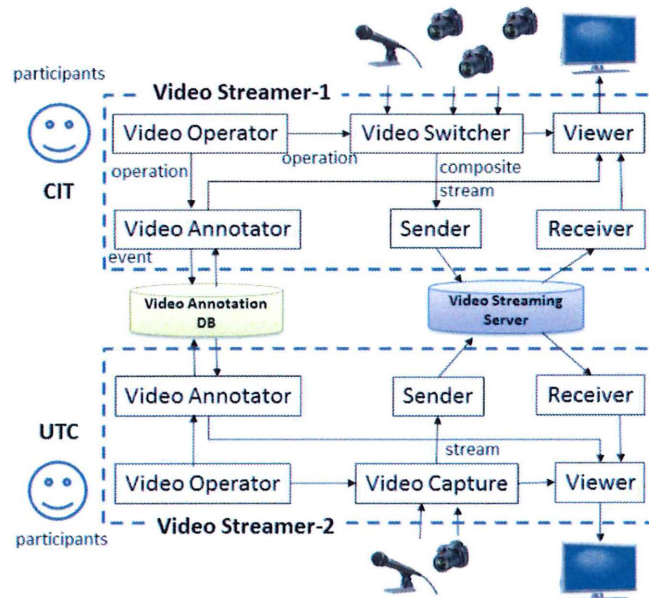 participants
Video Streamer-1
Video Operator
Video Switcher
Viewer
operation
operation
composite
stream
CIT
Video Annotator
Sender
Receiver
event
Video Annotation
DB
Video Streaming
Server
Video Annotator
Sender
Receiver
UTC
stream
Video Operator
Video Capture
Viewer
Video Streamer-2
participants